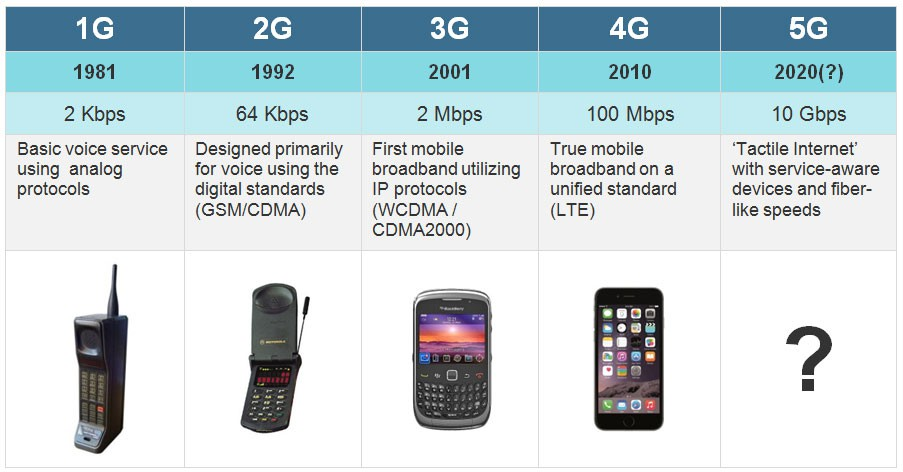 1G 2G 3G 4G 5G
1981 1992 2001 2010 2020(?)
2 Kbps 64 Kbps 2 Mbps 100 Mbps 10 Gbps
Basic voice service
using analog
protocols
Designed primarily
for voice using the
digital standards
(GSM/CDMA)
First mobile
broadband utilizing
IP protocols
(WCDMA /
CDMA2000)
True mobile
broadband on a
unified standard
(LTE)
‘Tactile Internet’
with service-aware
devices and fiber-
like speeds
MOTOROLA
BlackBerry
?